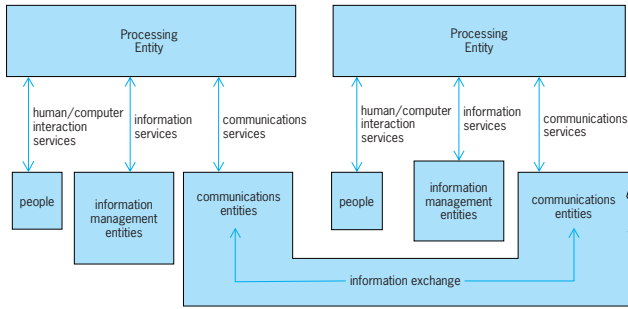 Processing
Entity
Processing
Entity
human/computer
interaction
services
information
services
communications
services
human/computer
interaction
services
information
services
communications
services
people
information
management
entities
communications
entities
people
information
management
entities
communications
entities
information exchange